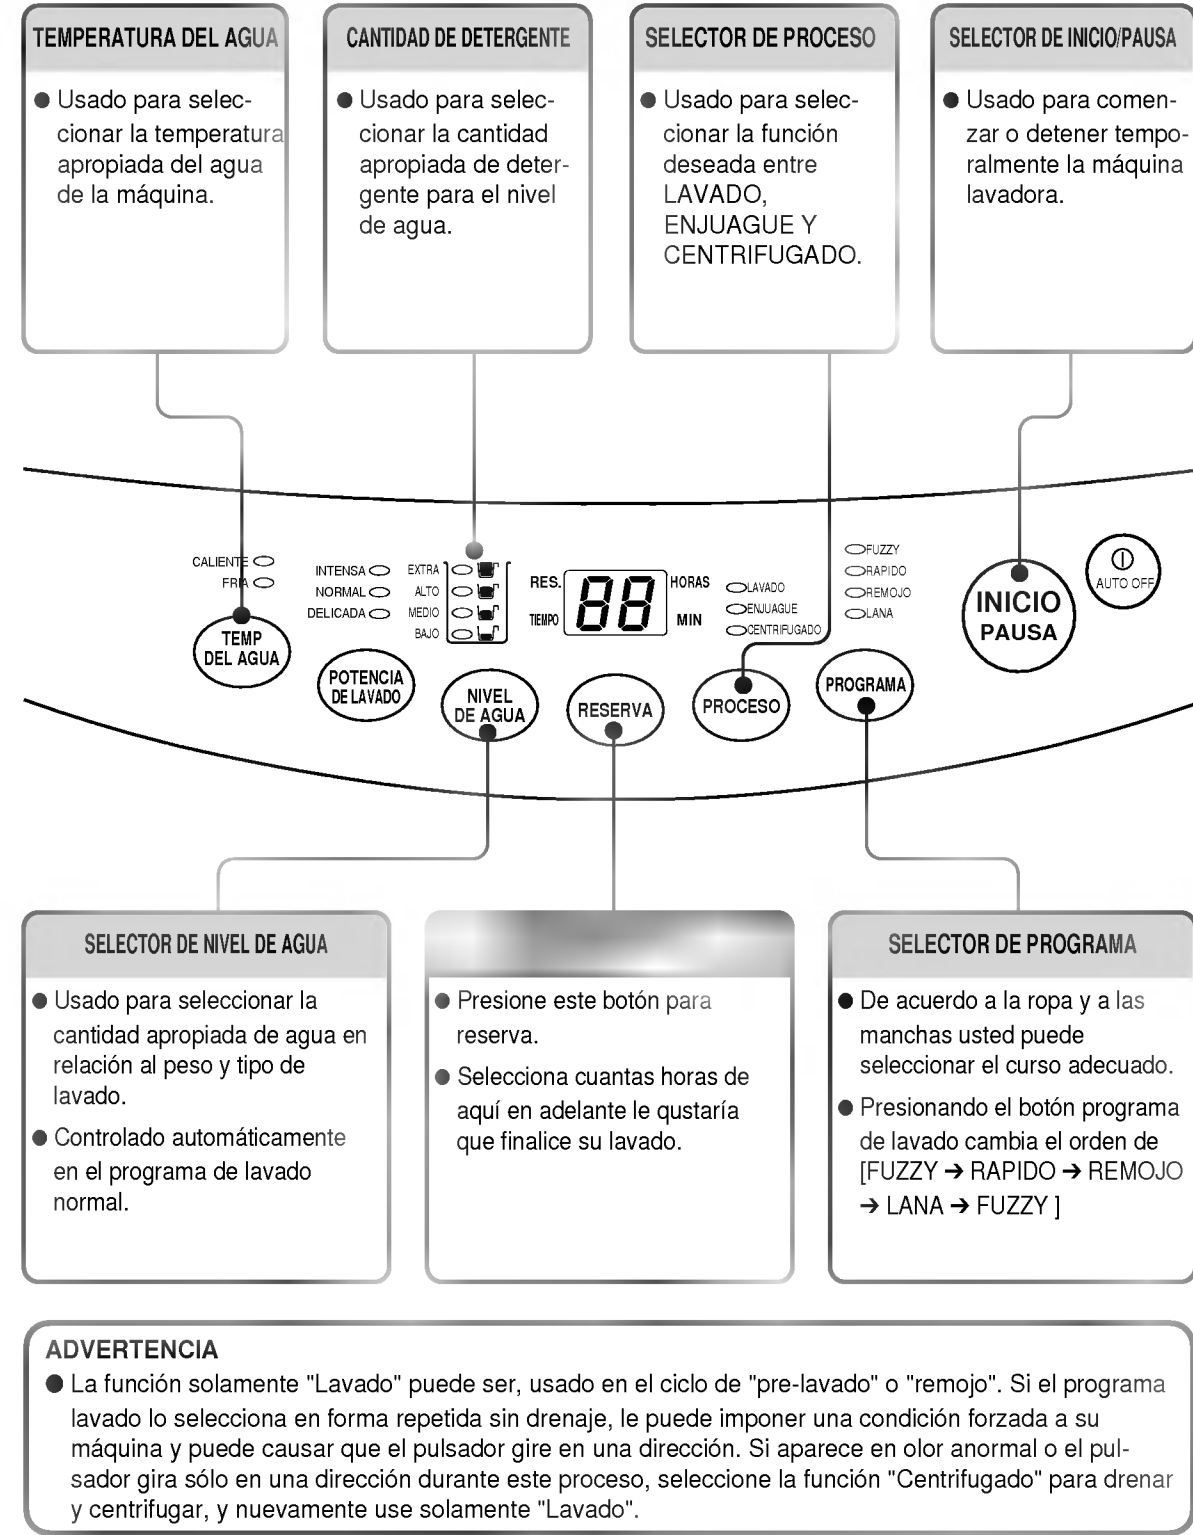 TEMPERATURA DEL AGUA
● Usado para selec-
cionar la temperatura
apropiada del agua
de la máquina.
CANTIDAD DE DETERGENTE
● Usado para selec-
cionar la cantidad
apropiada de deter-
gente para el nivel
de agua.
SELECTOR DE PROCESO
● Usado para selec-
cionar la función
deseada entre
LAVADO,
ENJUAGUE Y
CENTRIFUGADO.
SELECTOR DE INICIO/PAUSA
● Usado para comen-
zar o detener tempo-
ralmente la máquina
lavadora.
CALIENTE
FRIA
TEMP
DEL AGUA
INTENSA
NORMAL
DELICADA
POTENCIA
DE LAVADO
EXTRA
ALTO
MEDIO
BAJO
NIVEL
DE AGUA
RES.
TIEMPO
88
HORAS
MIN
RESERVA
LAVADO
ENJUAGUE
CENTRIFUGADO
PROCESO
FUZZY
RAPIDO
REMOJO
LANA
PROGRAMA
INICIO
PAUSA
AUTO OFF
SELECTOR DE NIVEL DE AGUA
● Usado para seleccionar la
cantidad apropiada de agua en
relación al peso y tipo de
lavado.
● Controlado automáticamente
en el programa de lavado
normal.
● Presione este botón para
reserva.
● Selecciona cuantas horas de
aquí en adelante le qustaría
que finalice su lavado.
SELECTOR DE PROGRAMA
● De acuerdo a la ropa y a las
manchas usted puede
seleccionar el curso adecuado.
● Presionando el botón programa
de lavado cambia el orden de
[FUZZY ➔ RAPIDO ➔ REMOJO
➔ LANA ➔ FUZZY ]
ADVERTENCIA
● La función solamente "Lavado" puede ser, usado en el ciclo de "pre-lavado" o "remojo". Si el programa
lavado lo selecciona en forma repetida sin drenaje, le puede imponer una condición forzada a su
máquina y puede causar que el pulsador gire en una dirección. Si aparece en olor anormal o el pul-
sador gira sólo en una dirección durante este proceso, seleccione la función "Centrifugado" para drenar
y centrifugar, y nuevamente use solamente "Lavado".